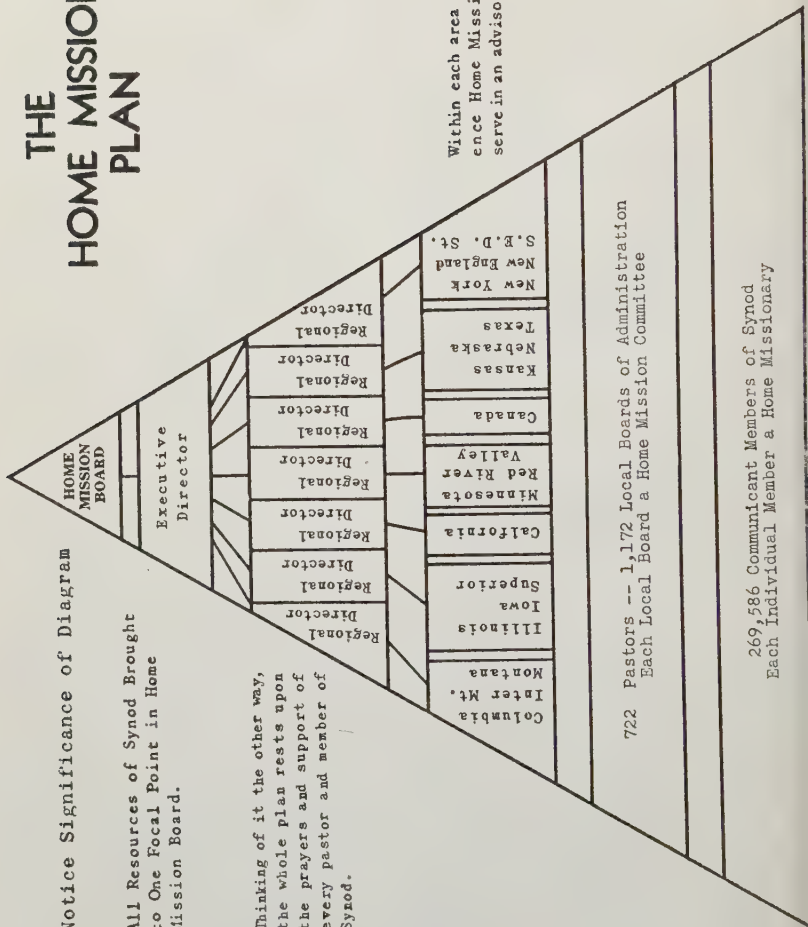 THE
HOME MISSION
PLAN
Notice Significance of Diagram
All Resources of Synod Brought
to One Focal Point in Home
Mission Board.
Thinking of it the other way,
the whole plan rests upon
the prayers and support of
every pastor and member of
Synod.
HOME
MISSION
BOARD
Executive
Director
Regional
Director
Regional
Director
Regional
Director
Regional
Director
Regional
Director
Regional
Director
Regional
Director
Columbia
Inter Mt.
Montana
Illinois
Iowa
Superior
California
Minnesota
Red River
Valley
Canada
Kansas
Nebraska
Texas
New York
New England
S.E.D. St.
Within each area
ence Home Missi
serve in an adviso
722 Pastors -- 1,172 Local Boards of Administration
Each Local Board a Home Mission Committee
269,586 Communicant Members of Synod
Each Individual Member a Home Missionary